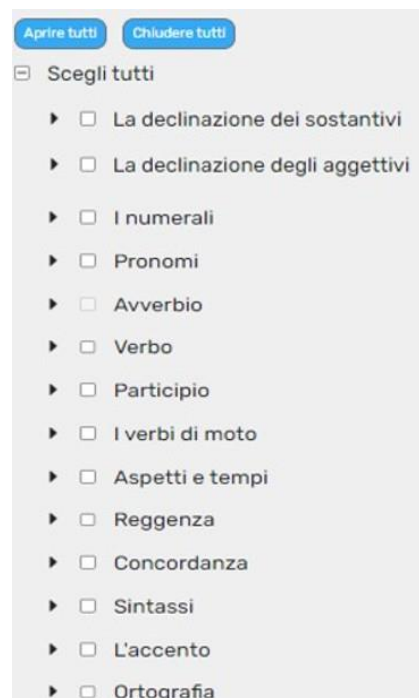 Aprire tutti Chiudere tutti
Scegli tutti
La declinazione dei sostantivi
La declinazione degli aggettivi
I numerali
Pronomi
Avverbio
Verbo
Participio
I verbi di moto
Aspetti e tempi
Reggenza
Concordanza
Sintassi
L'accento
Ortografia